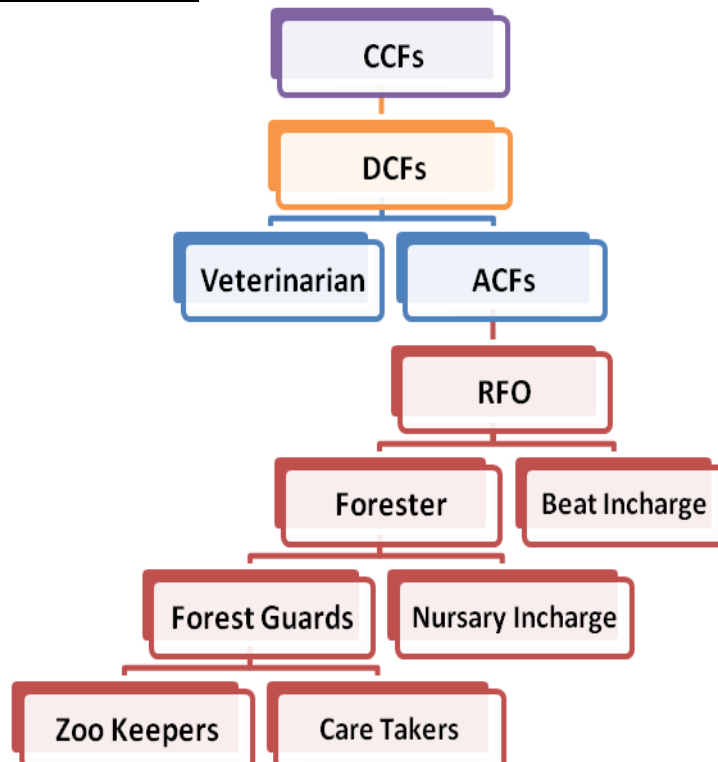 CCFs
DCFs
Veterinarian
ACFs
RFO
Forester
Beat Incharge
Forest Guards
Nursary Incharge
Zoo Keepers
Care Takers